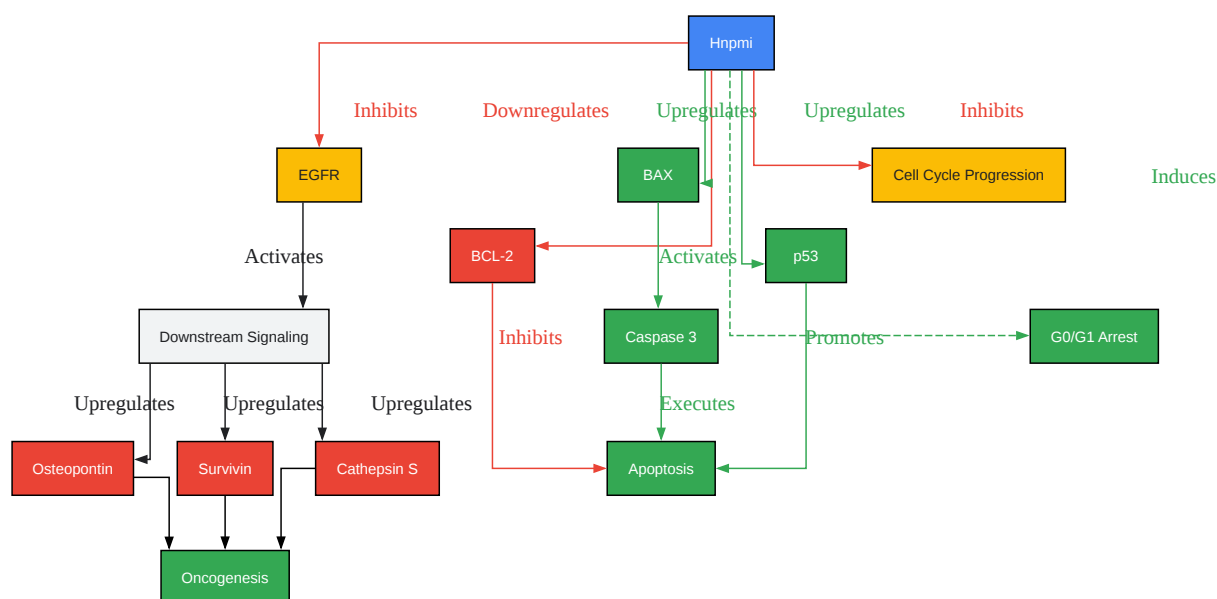 Hnpmi
Inhibits
Downregulates
Upregulates
Upregulates
Inhibits
EGFR
BAX
Cell Cycle Progression
Induces
BCL-2
Activates
Activates
p53
Downstream Signaling
Inhibits
Caspase 3
Promotes
G0/G1 Arrest
Upregulates
Upregulates
Upregulates
Executes
Osteopontin
Survivin
Cathepsin S
Apoptosis
Oncogenesis